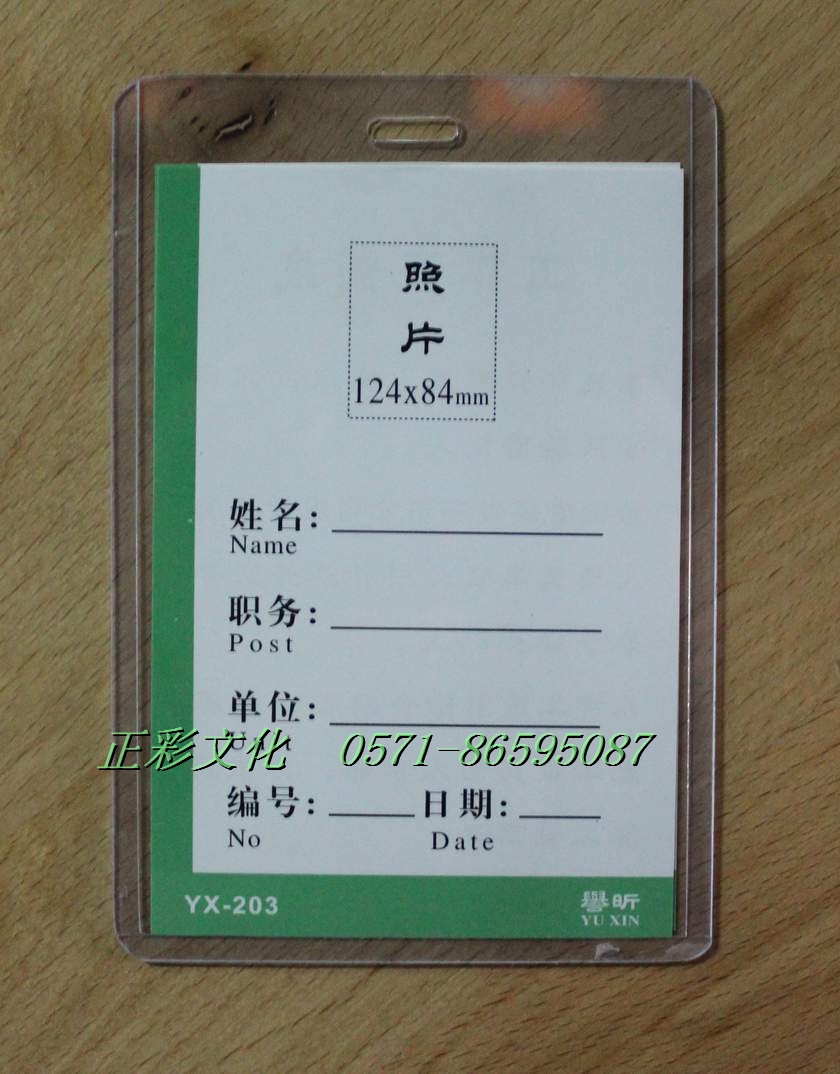 照
片
124x84mm
姓名:
Name
职务:
Post
单位:
Unit
正彩文化 0571-86595087
编号: 日期:
No Date
YX-203
譽昕
YU XIN